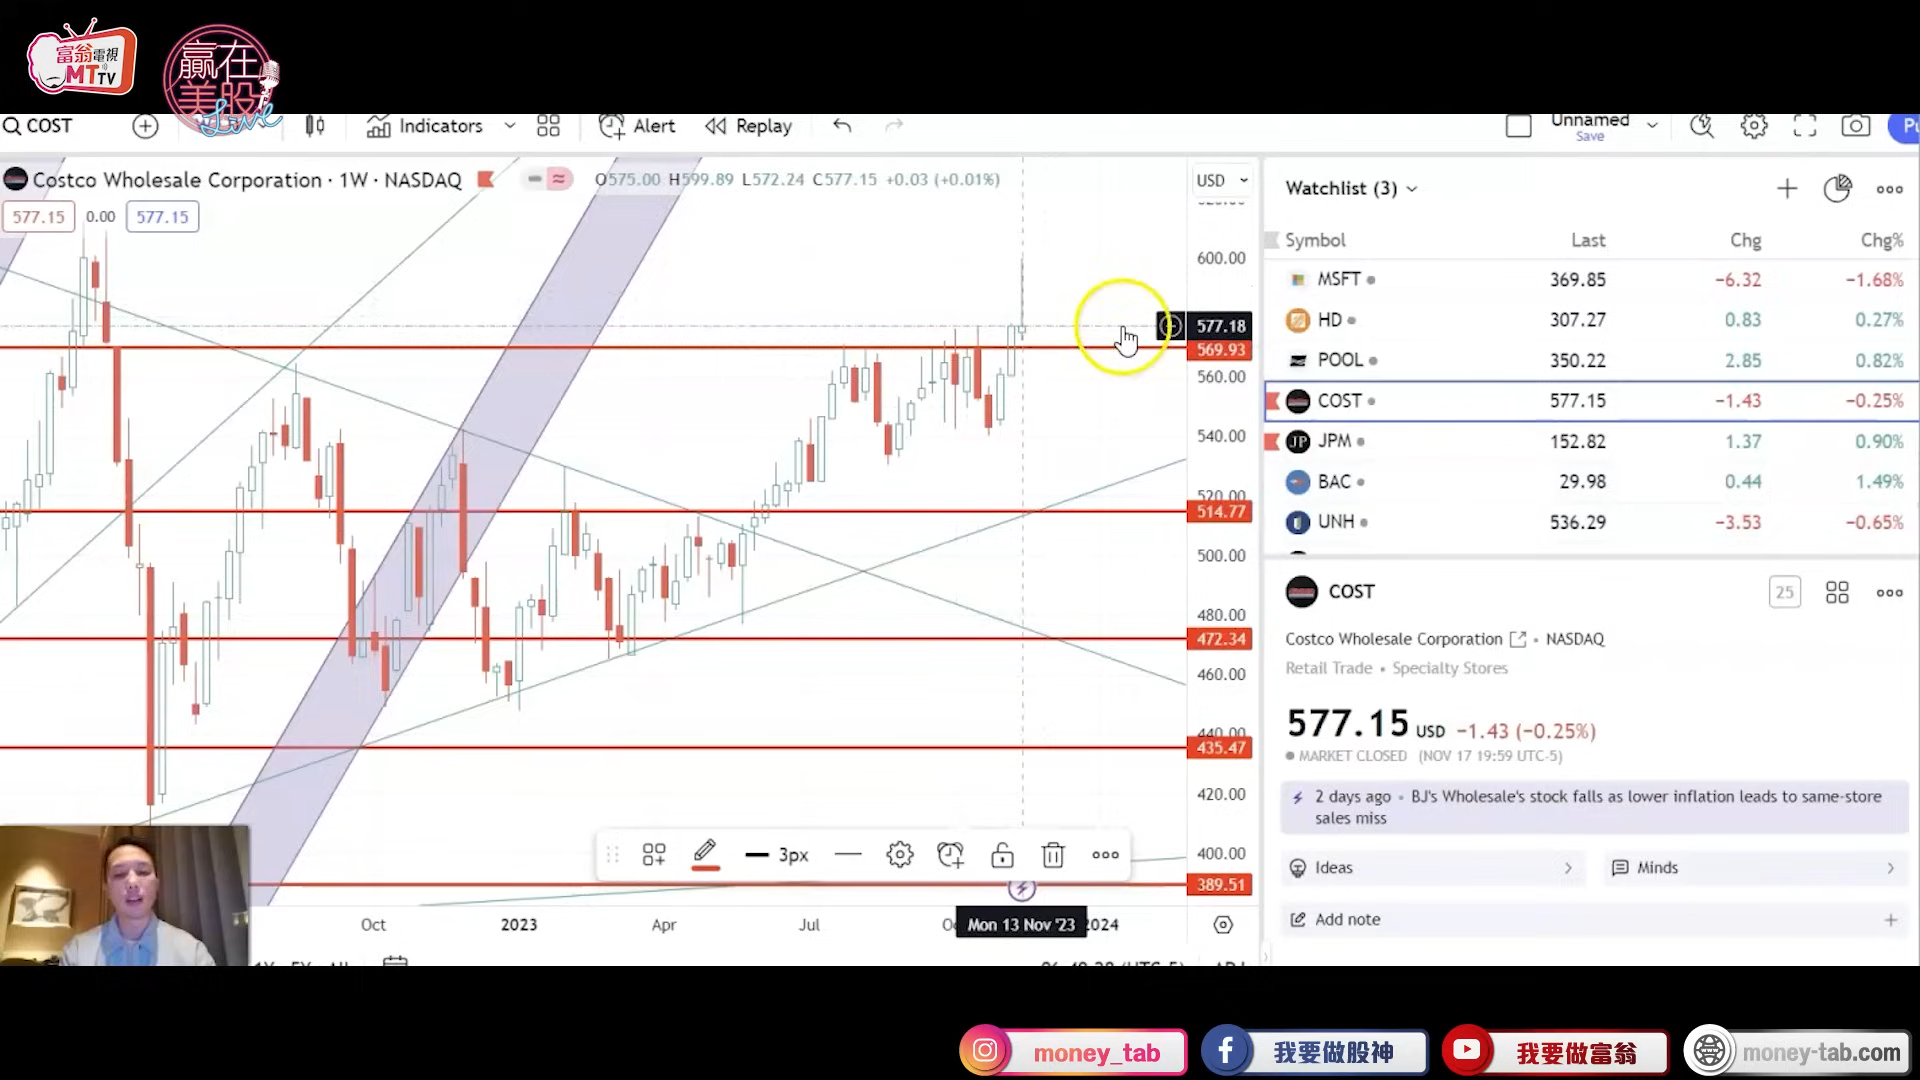 富翁電視
MTTV
贏在
美股
Live
COST
Indicators
Alert
Replay
Unnamed
Save
Costco Wholesale Corporation · 1W · NASDAQ
O575.00 H599.89 L572.24 C577.15 +0.03 (+0.01%)
USD
577.15 0.00 577.15
600.00
577.18
569.93
560.00
540.00
520.00
514.77
500.00
480.00
472.34
460.00
440.00
435.47
420.00
400.00
389.51
3px
Oct 2023 Apr Jul
Mon 13 Nov '23
2024
Watchlist (3)
Symbol Last Chg Chg%
MSFT 369.85 −6.32 −1.68%
HD 307.27 0.83 0.27%
POOL 350.22 2.85 0.82%
COST 577.15 −1.43 −0.25%
JP JPM 152.82 1.37 0.90%
BAC 29.98 0.44 1.49%
UNH 536.29 −3.53 −0.65%
COST
25
Costco Wholesale Corporation • NASDAQ
Retail Trade • Specialty Stores
577.15 USD −1.43 (−0.25%)
MARKET CLOSED (NOV 17 19:59 UTC-5)
2 days ago • BJ's Wholesale's stock falls as lower inflation leads to same-store
sales miss
Ideas
Minds
Add note
money_tab
我要做股神
我要做富翁
money-tab.com